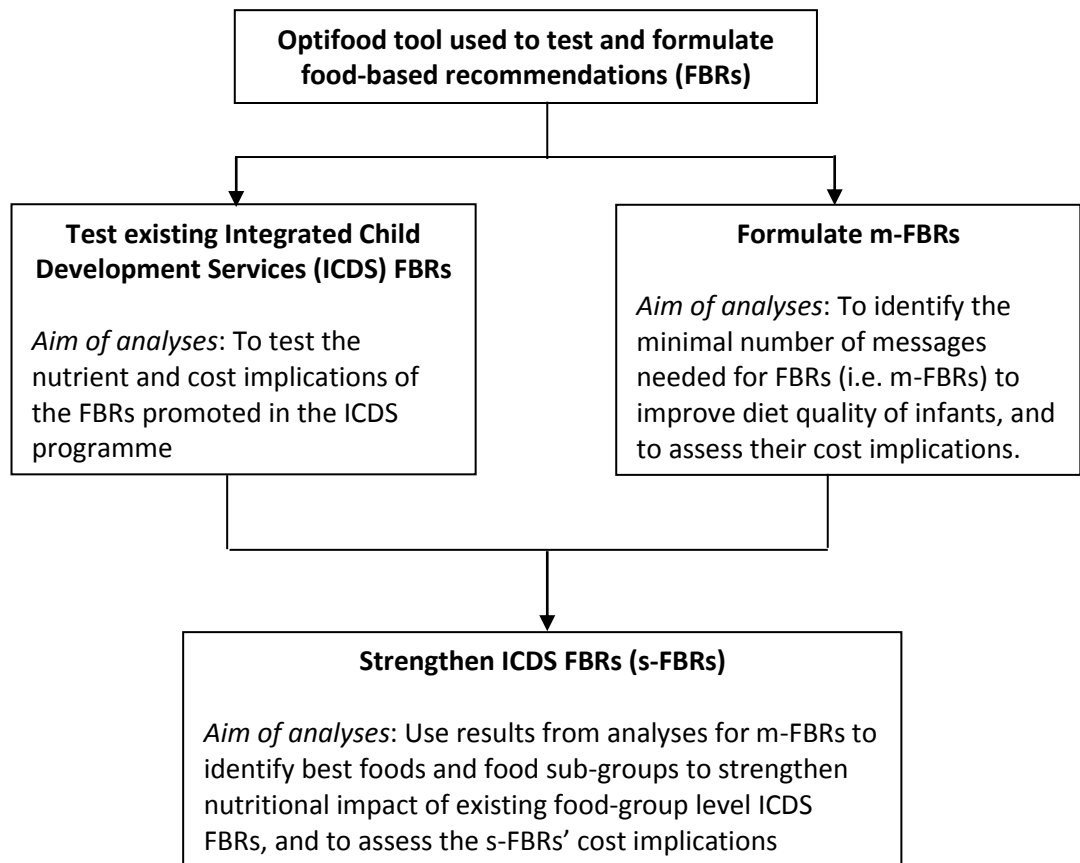 Optifood tool used to test and formulate
food-based recommendations (FBRs)
Test existing Integrated Child
Development Services (ICDS) FBRs
Aim of analyses: To test the
nutrient and cost implications of
the FBRs promoted in the ICDS
programme
Formulate m-FBRs
Aim of analyses: To identify the
minimal number of messages
needed for FBRs (i.e. m-FBRs) to
improve diet quality of infants, and
to assess their cost implications.
Strengthen ICDS FBRs (s-FBRs)
Aim of analyses: Use results from analyses for m-FBRs to
identify best foods and food sub-groups to strengthen
nutritional impact of existing food-group level ICDS
FBRs, and to assess the s-FBRs’ cost implications